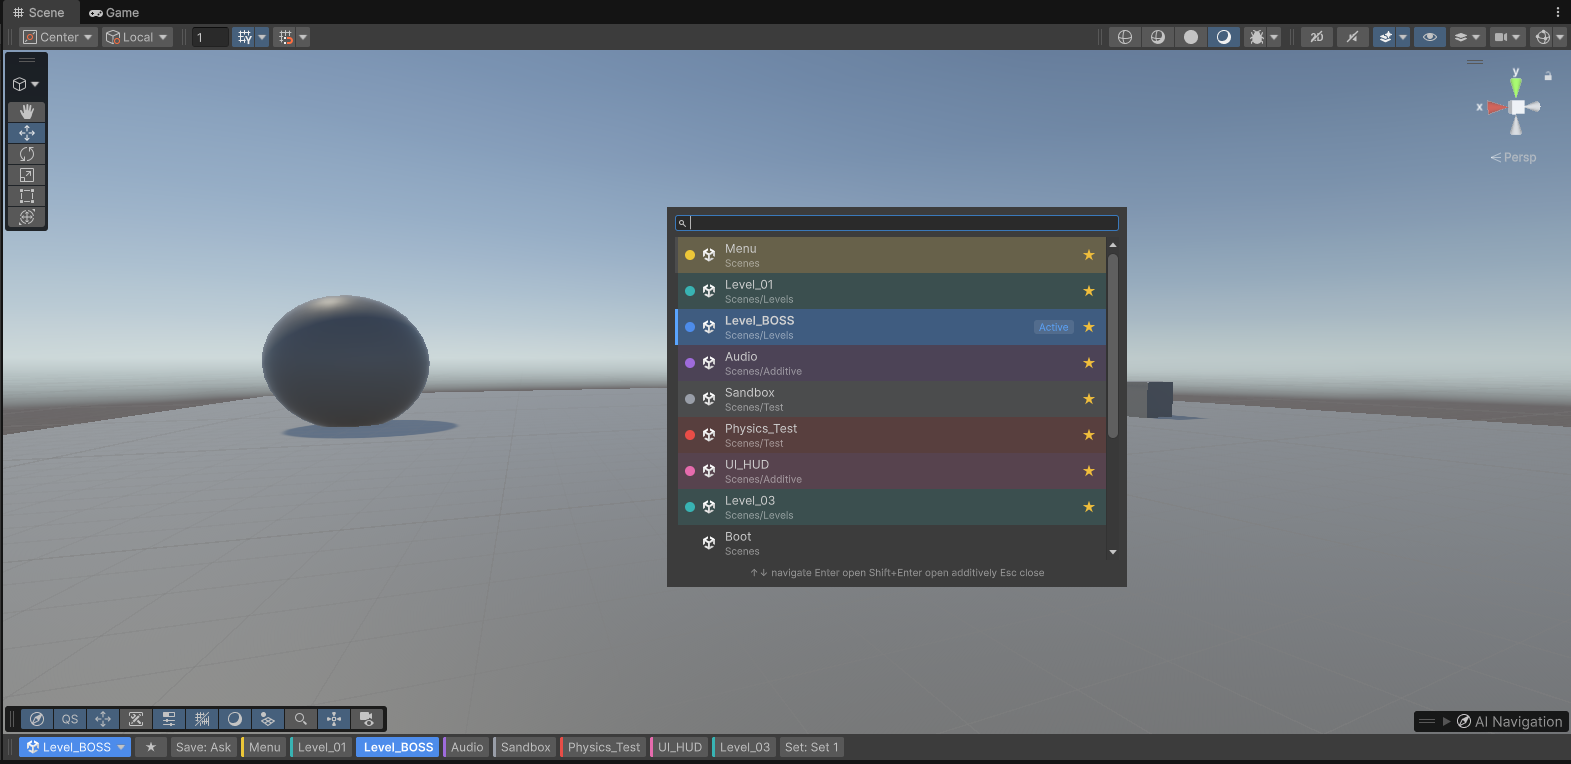 Scene
Game
Center
Local
1
2D
y
x
Persp
Menu
Scenes
Level_01
Scenes/Levels
Level_BOSS
Scenes/Levels
Active
Audio
Scenes/Additive
Sandbox
Scenes/Test
Physics_Test
Scenes/Test
UI_HUD
Scenes/Additive
Level_03
Scenes/Levels
Boot
Scenes
↑↓ navigate Enter open Shift+Enter open additively Esc close
QS
AI Navigation
Level_BOSS
Save: Ask
Menu
Level_01
Level_BOSS
Audio
Sandbox
Physics_Test
UI_HUD
Level_03
Set: Set 1